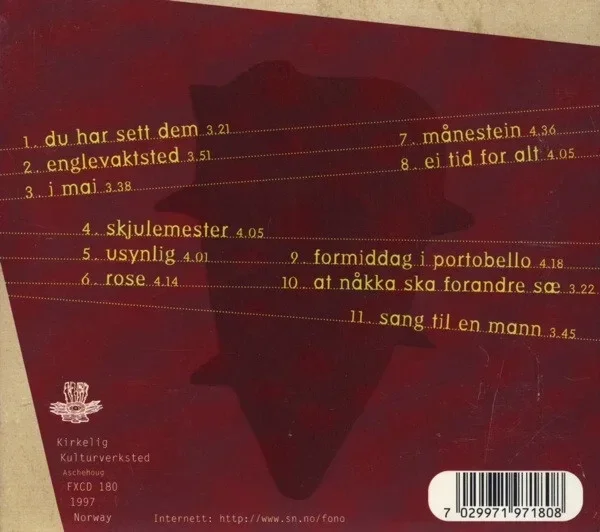 1. du har sett dem 3.21
2. englevaktsted 3.51
3. i mai 3.38
4. skjulemester 4.05
5. usynlig 4.01
6. rose 4.14
7. månestein 4.36
8. ei tid for alt 4.05
9 formiddag i portobello 4.18
10. at nåkka ska forandre sæ 3.22
11. sang til en mann 3.45
Kirkelig
Kulturverksted
Aschehoug
FXCD 180
1997
Norway
Internett: http://www.sn.no/fono
7 029971 971808